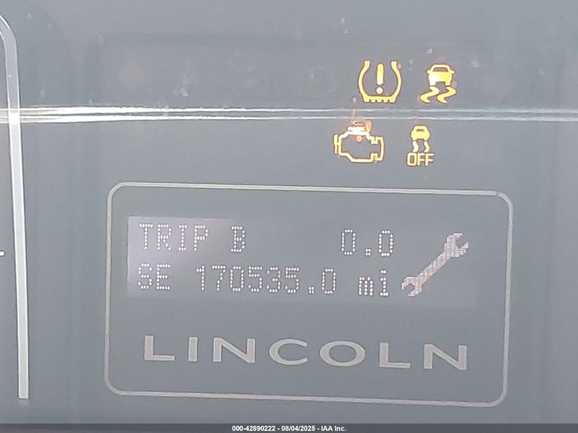 OFF
TRIP B 0.0
SE 170535.0 mi
LINCOLN
000-42890222 - 08/04/2025 - IAA Inc.